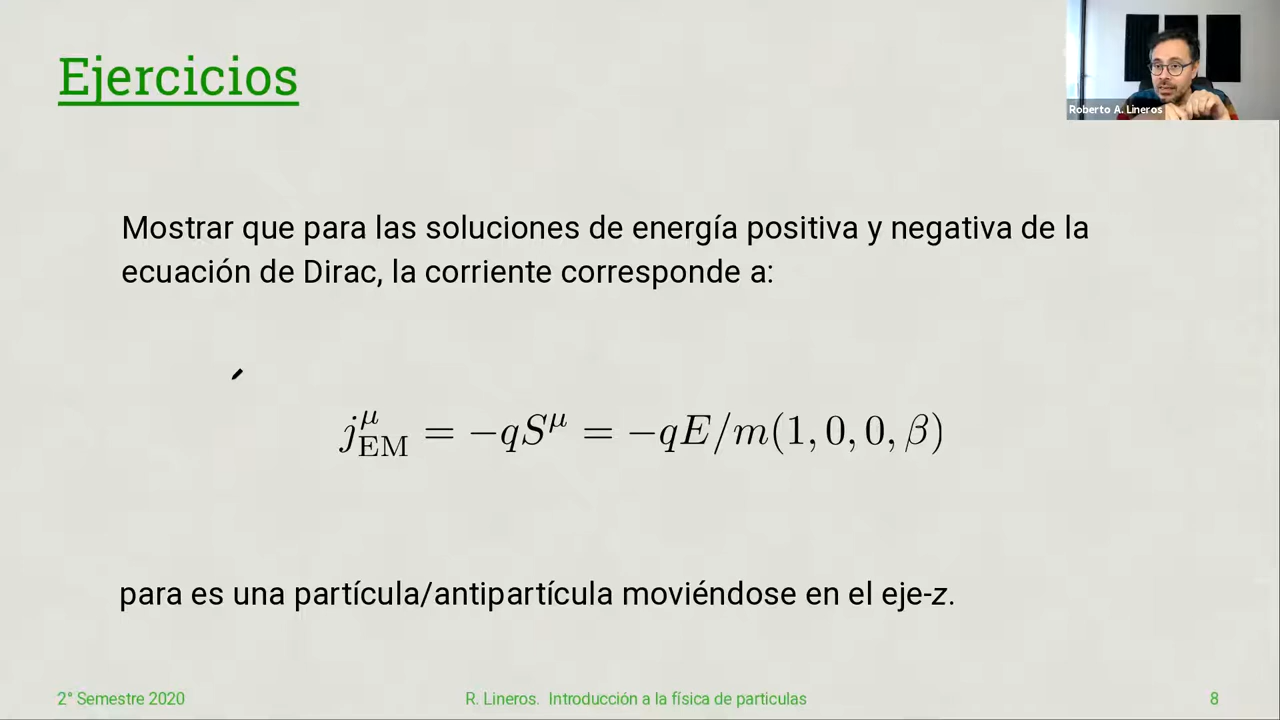 Ejercicios
Roberto A. Lineros
Mostrar que para las soluciones de energía positiva y negativa de la
ecuación de Dirac, la corriente corresponde a:
j^μ_EM = −qS^μ = −qE/m(1, 0, 0, β)
para es una partícula/antipartícula moviéndose en el eje-z.
2° Semestre 2020
R. Lineros. Introducción a la física de particulas
8